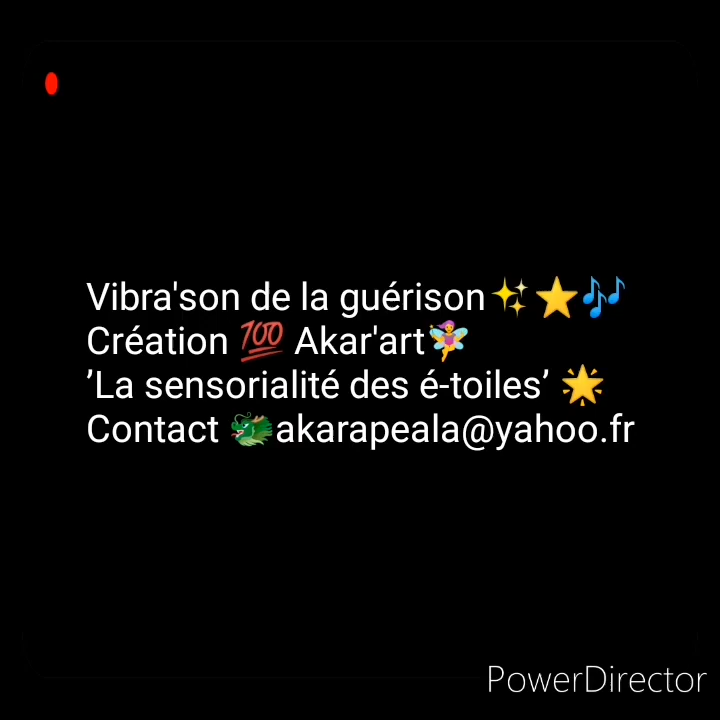 Vibra'son de la guérison✨⭐🎶
Création 💯 Akar'art🧚‍♀️
’La sensorialité des é-toiles’ 🌟
Contact 🐲akarapeala@yahoo.fr
PowerDirector